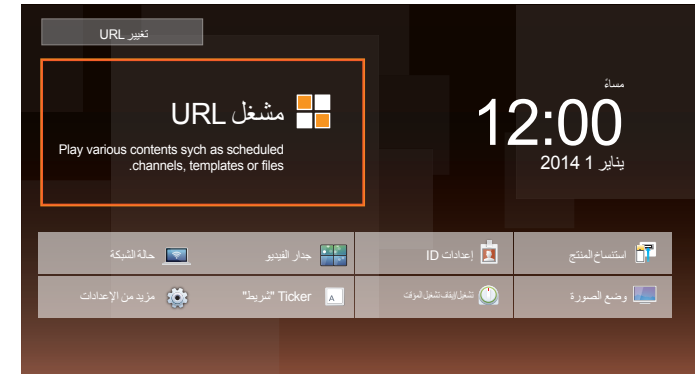 تغيير URL
مشغل URL
Play various contents sych as scheduled
.channels, templates or files
مساءً
12:00
يناير 1 2014
استنساخ المنتج
إعدادات ID
جدار الفيديو
حالة الشبكة
وضع الصورة
تشغيل/إيقاف تشغيل المؤقت
Ticker "شريط"
A
مزيد من الإعدادات